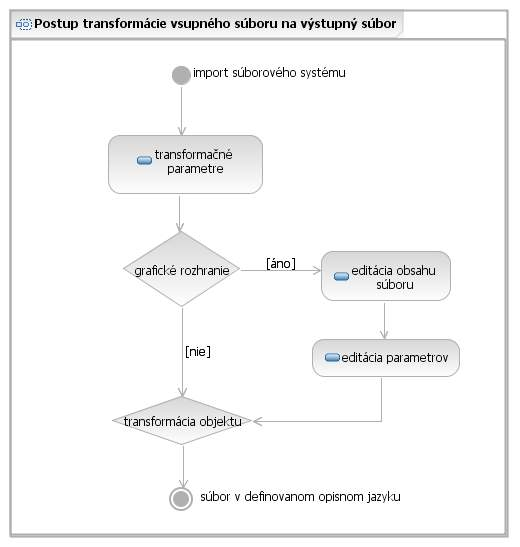 Postup transformácie vsupného súboru na výstupný súbor
import súborového systému
transformačné
parametre
grafické rozhranie
[áno]
editácia obsahu
súboru
[nie]
editácia parametrov
transformácia objektu
súbor v definovanom opisnom jazyku